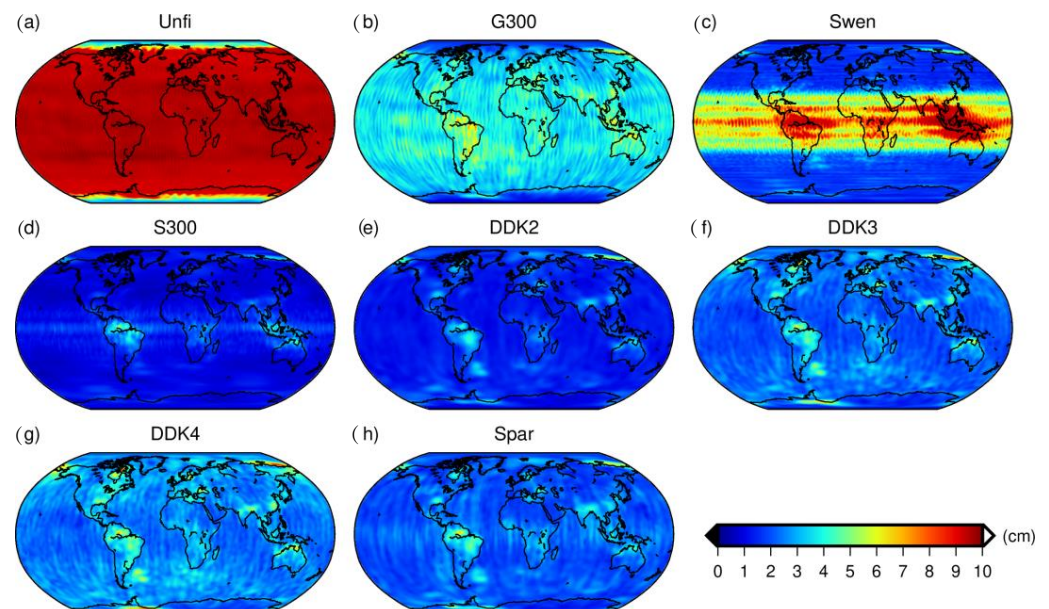 (a) Unfi (b) G300 (c) Swen
(d) S300 (e) DDK2 (f) DDK3
(g) DDK4 (h) Spar
(cm)
0 1 2 3 4 5 6 7 8 9 10